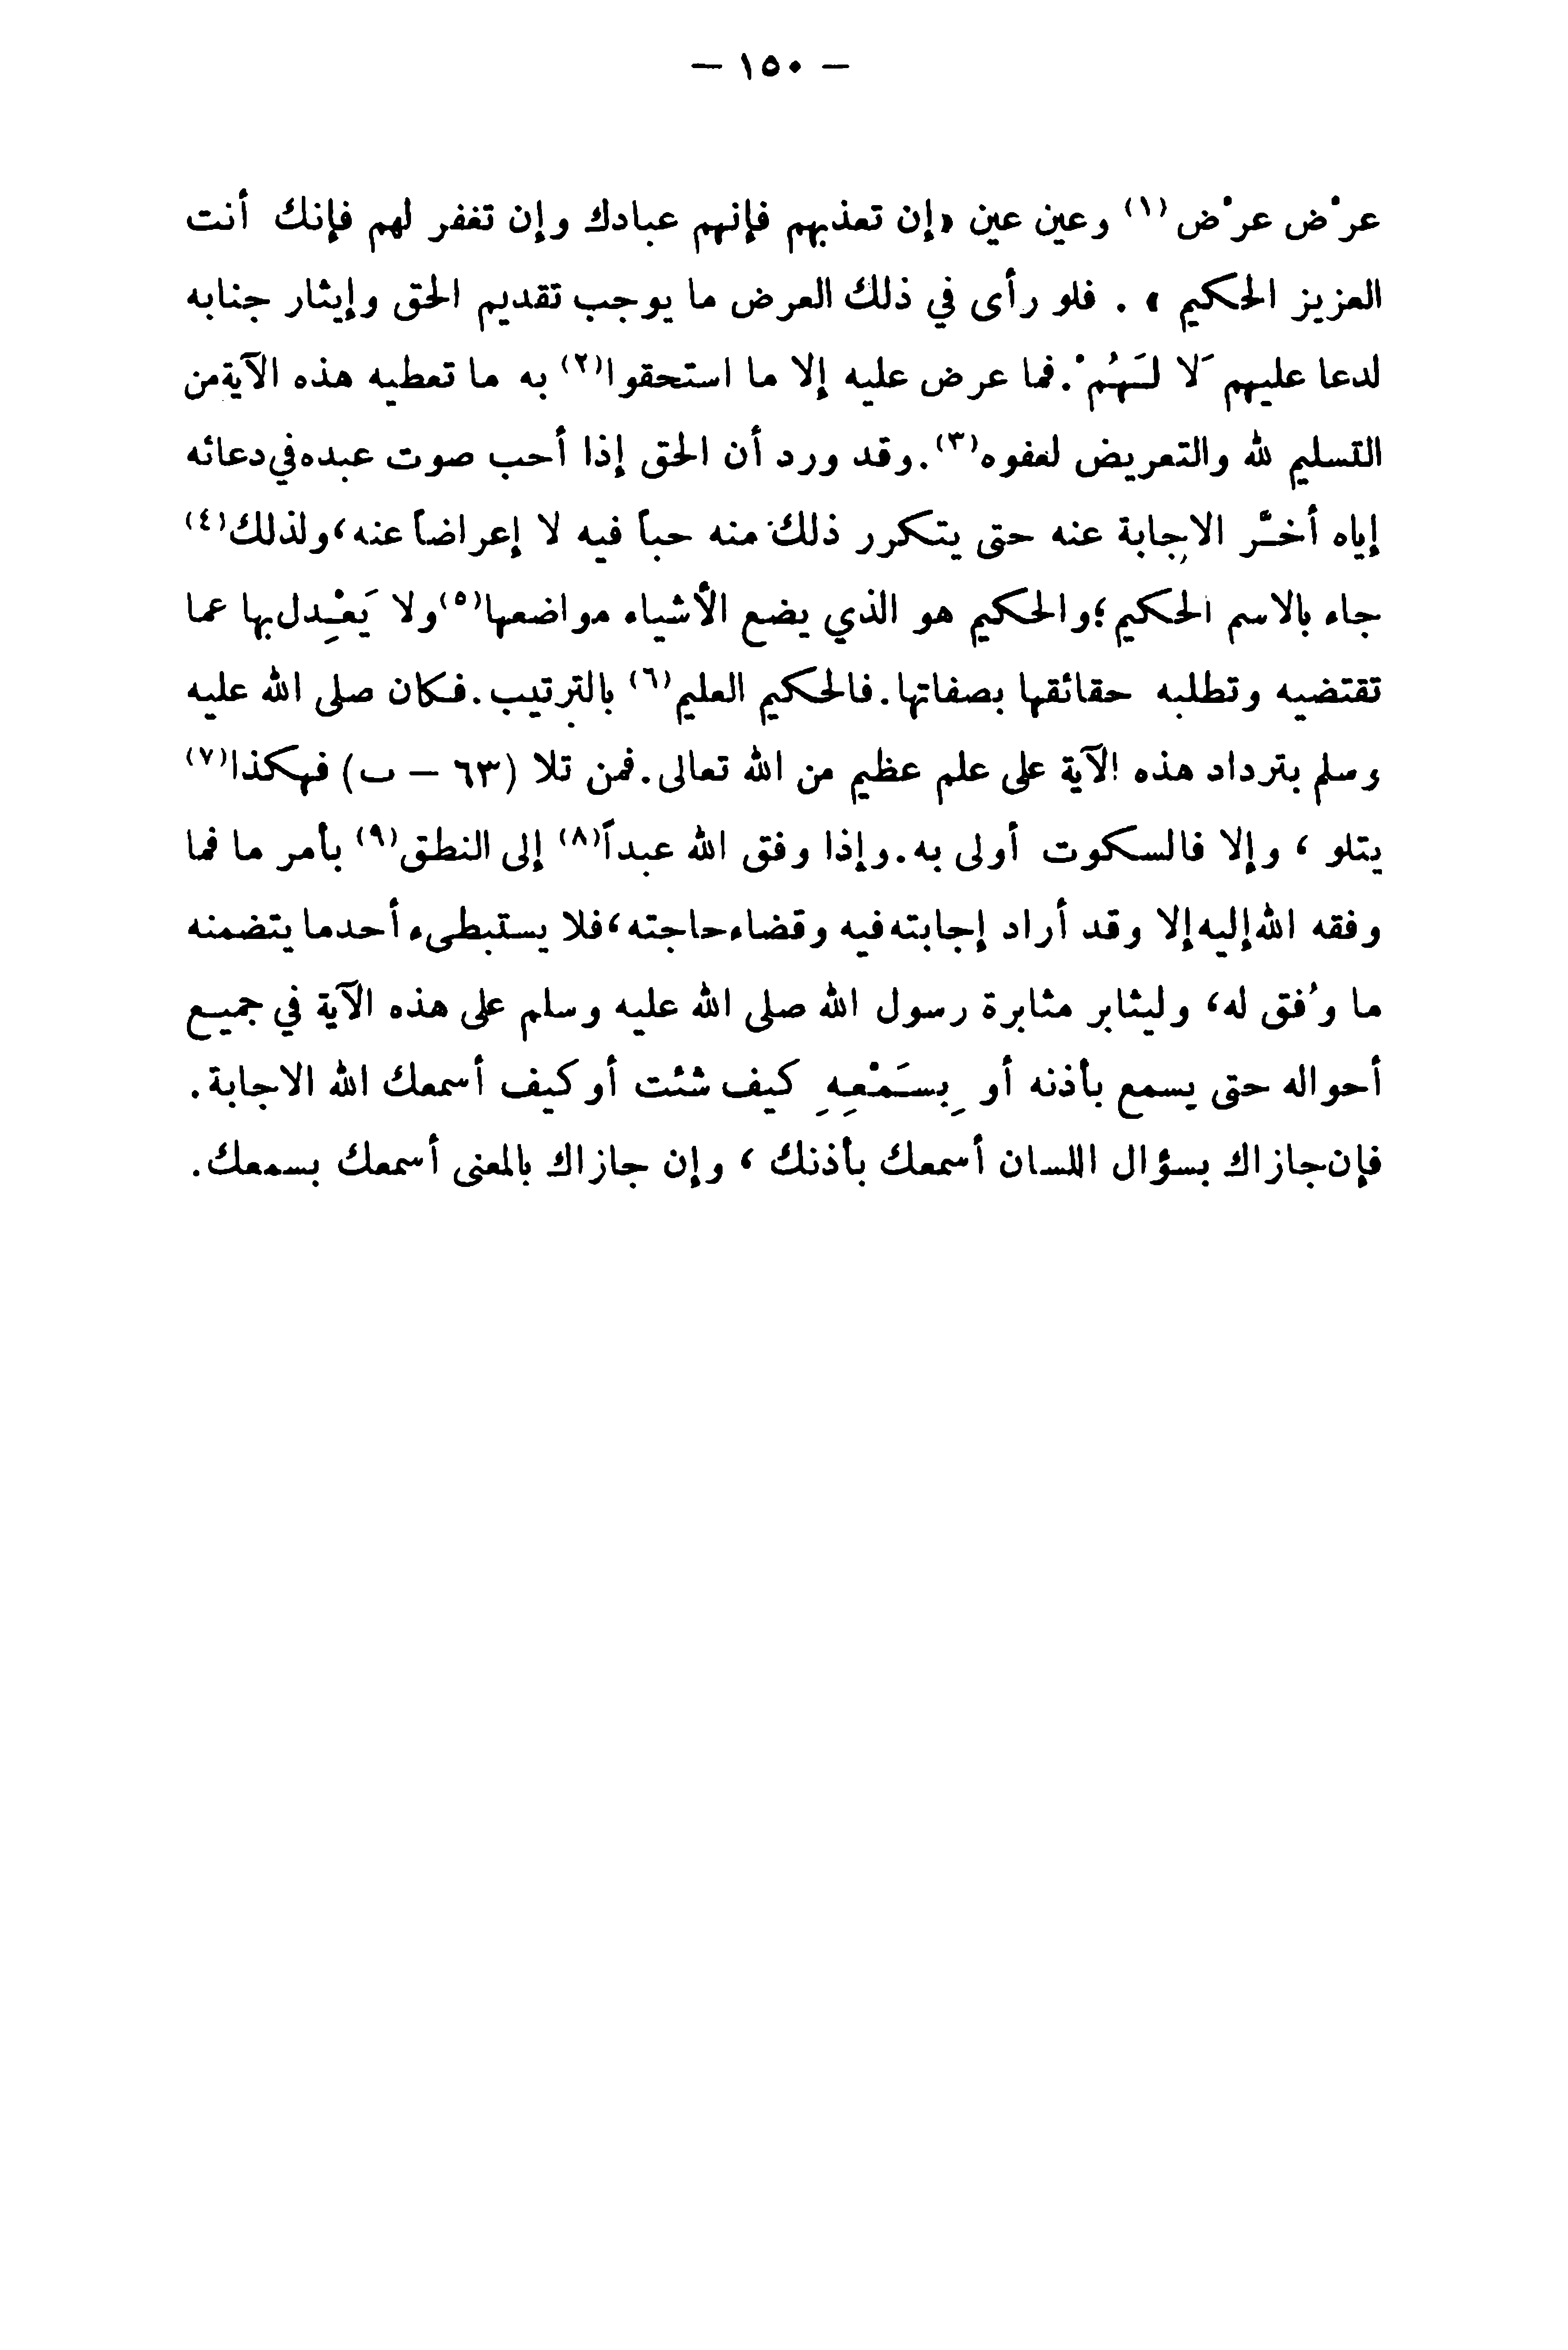 — ١٥٠ —
عرْض عرْض (١) وعين عين «إن تعذبهم فإنهم عبادك وإن تغفر لهم فإنك أنت
العزيز الحكيم » . فلو رأى في ذلك العرض ما يوجب تقديم الحق وإيثار جنابه
لدعا عليهم لَا لَهُمْ.فما عرض عليه إلا ما استحقوا(٢) به ما تعطيه هذه الآية من
التسليم لله والتعريض لعفوه(٣).وقد ورد أن الحق إذا أحب صوت عبده في دعائه
إياه أخّر الاجابة عنه حتى يتكرر ذلك منه حباً فيه لا إعراضاً عنه،ولذلك(٤)
جاء بالاسم الحكيم؛والحكيم هو الذي يضع الأشياء مواضعها(٥)ولا يَعْدِل بها عما
تقتضيه وتطلبه حقائقها بصفاتها.فالحكيم العليم(٦) بالترتيب.فكان صلى الله عليه
وسلم بترداد هذه الآية على علم عظيم من الله تعالى.فمن تلا (٦٣ – ب) فهكذا(٧)
يتلو ، وإلا فالسكوت أولى به.وإذا وفق الله عبداً(٨) إلى النطق(٩) بأمر ما فما
وفقه الله إليه إلا وقد أراد إجابته فيه وقضاء حاجته،فلا يستبطىء أحد ما يتضمنه
ما وُفق له، وليثابر مثابرة رسول الله صلى الله عليه وسلم على هذه الآية في جميع
أحواله حتى يسمع بأذنه أو بِسَمْعِهِ كيف شئت أو كيف أسمعك الله الاجابة.
فإن جازاك بسؤال اللسان أسمعك بأذنك ، وإن جازاك بالمعنى أسمعك بسمعك.